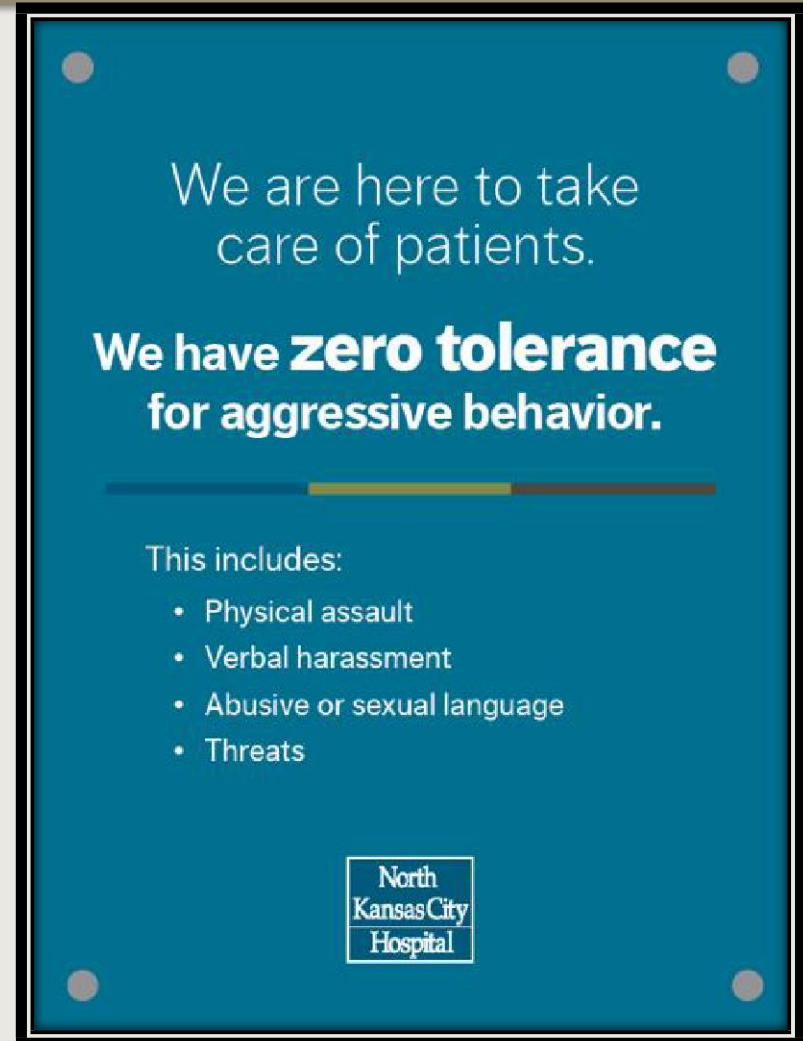 We are here to take
care of patients.
We have zero tolerance
for aggressive behavior.
This includes:
• Physical assault
• Verbal harassment
• Abusive or sexual language
• Threats
North
Kansas City
Hospital